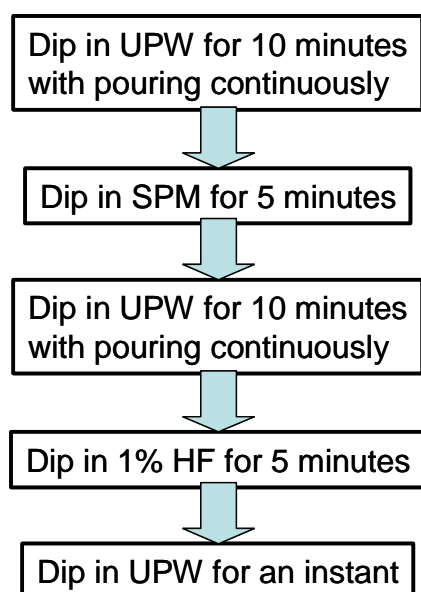 Dip in UPW for 10 minutes
with pouring continuously
Dip in SPM for 5 minutes
Dip in UPW for 10 minutes
with pouring continuously
Dip in 1% HF for 5 minutes
Dip in UPW for an instant